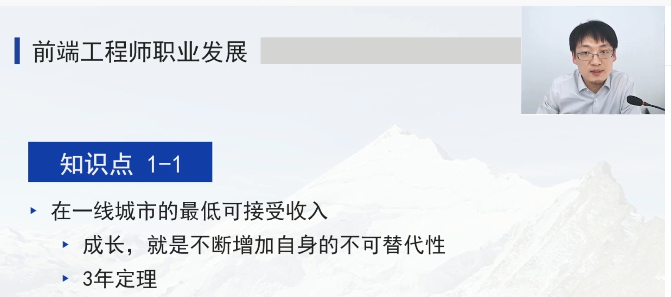 前端工程师职业发展
知识点 1-1
在一线城市的最低可接受收入
成长，就是不断增加自身的不可替代性
3年定理